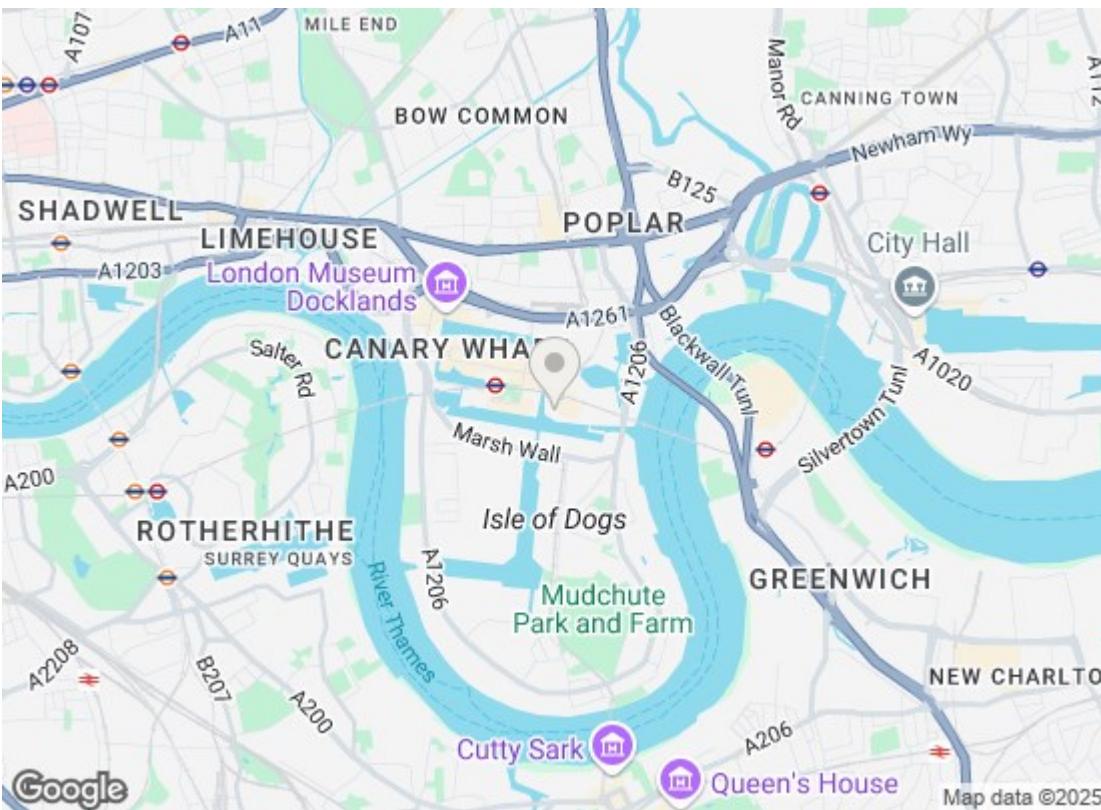 MILE END
A107
A11
BOW COMMON
Manor Rd
CANNING TOWN
A112
Newham Wy
B125
SHADWELL
LIMEHOUSE
POPLAR
City Hall
A1203
London Museum
Docklands
A1261
Blackwall Tunl
A1206
Salter Rd
CANARY WHA
A1020
Silvertown Tunl
Marsh Wall
A200
Isle of Dogs
ROTHERHITHE
SURREY QUAYS
A1206
River Thames
GREENWICH
Mudchute
Park and Farm
A2208
B207
A200
NEW CHARLTO
Cutty Sark
A206
Queen's House
Google
Map data ©2025